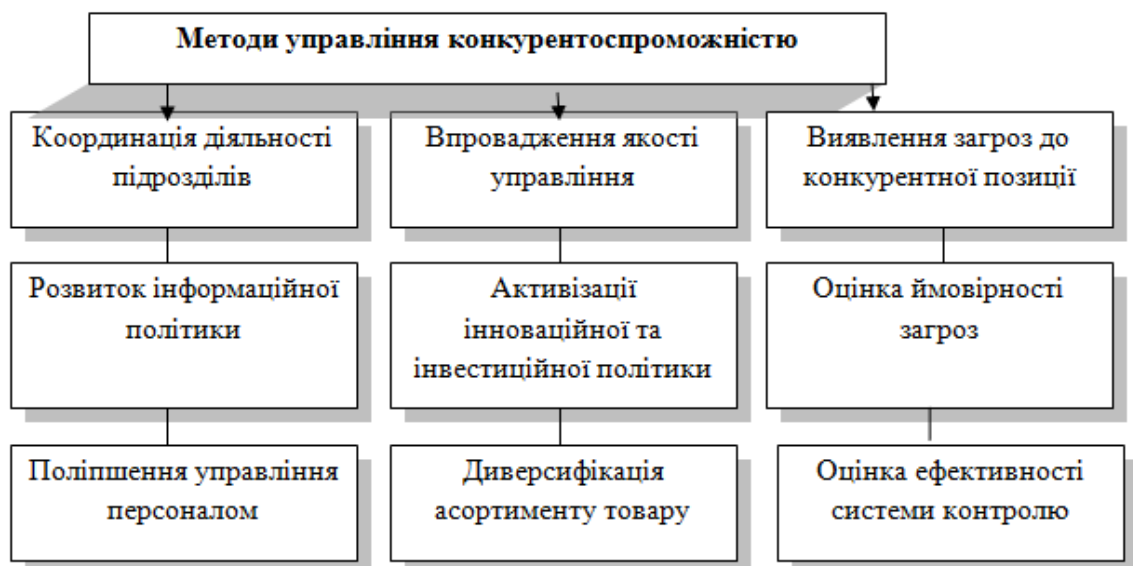 Методи управління конкурентоспроможністю
Координація діяльності
підрозділів
Впровадження якості
управління
Виявлення загроз до
конкурентної позиції
Розвиток інформаційної
політики
Активізації
інноваційної та
інвестиційної політики
Оцінка ймовірності
загроз
Поліпшення управління
персоналом
Диверсифікація
асортименту товару
Оцінка ефективності
системи контролю